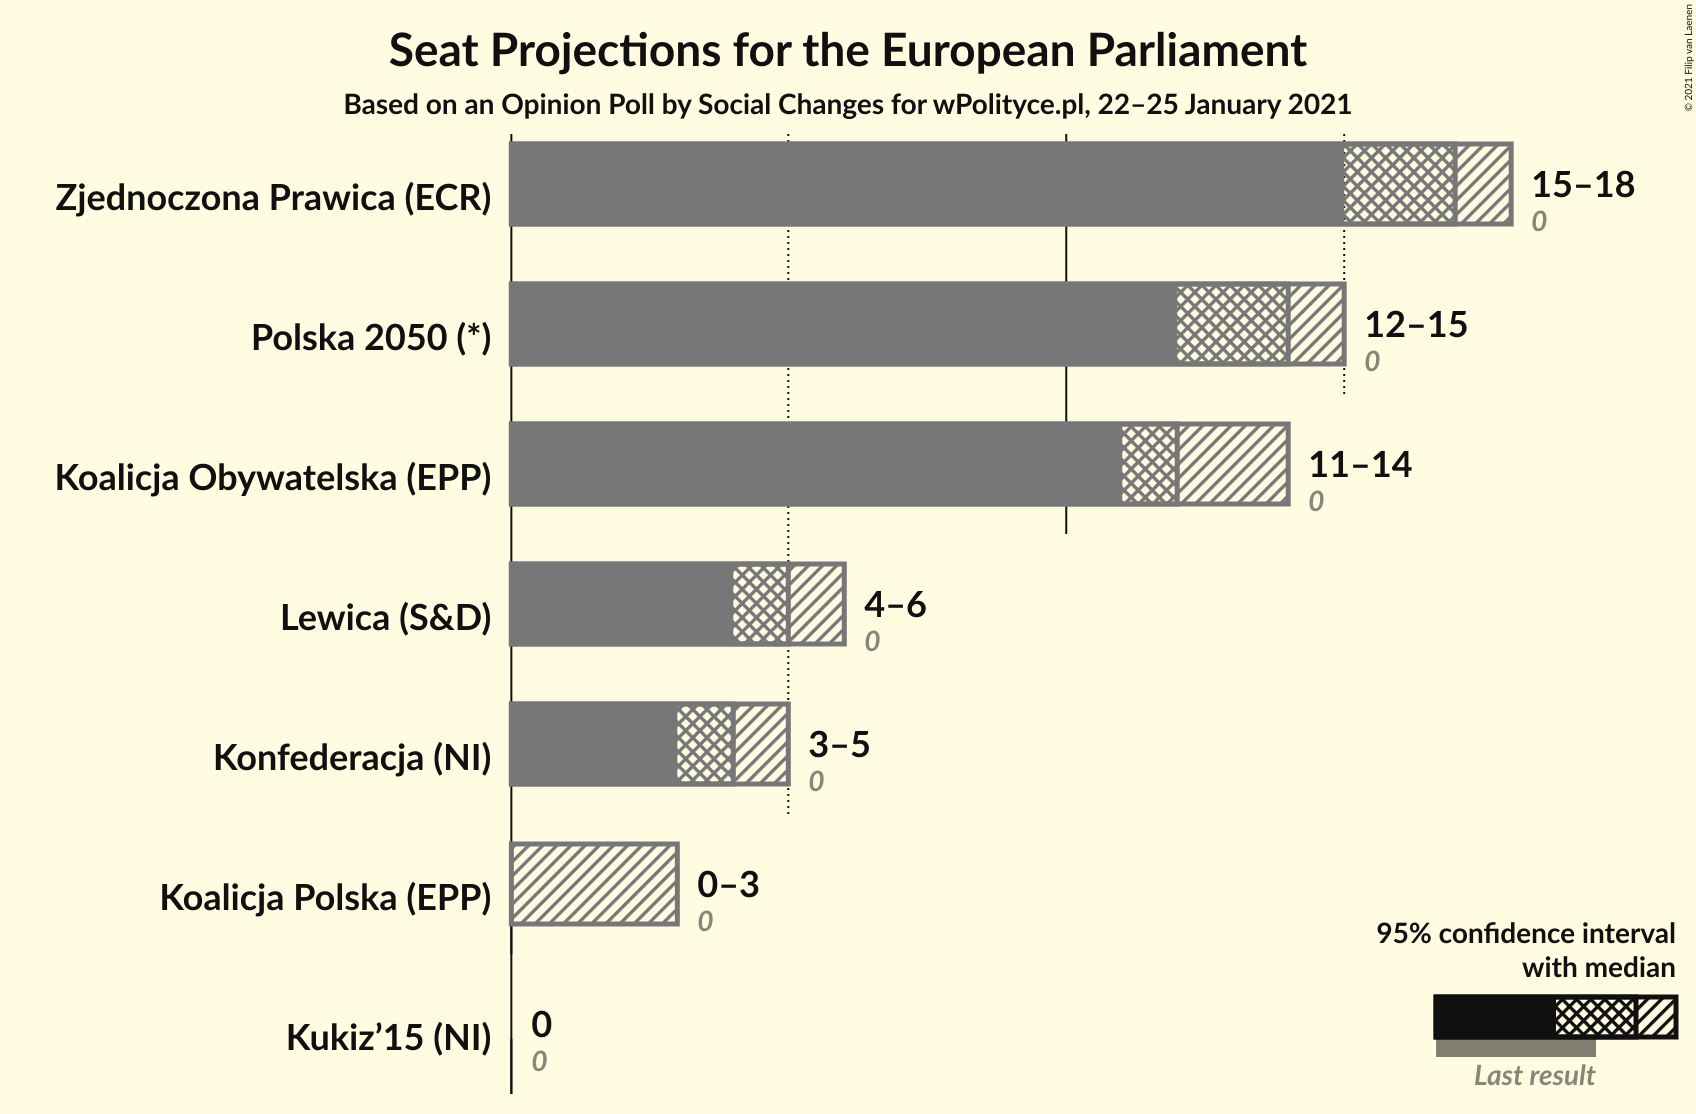 Seat Projections for the European Parliament
Based on an Opinion Poll by Social Changes for wPolityce.pl, 22–25 January 2021
© 2021 Filip van Laenen
Zjednoczona Prawica (ECR)
15–18
0
Polska 2050 (*)
12–15
0
Koalicja Obywatelska (EPP)
11–14
0
Lewica (S&D)
4–6
0
Konfederacja (NI)
3–5
0
Koalicja Polska (EPP)
0–3
0
Kukiz’15 (NI)
0
0
95% confidence interval
with median
Last result